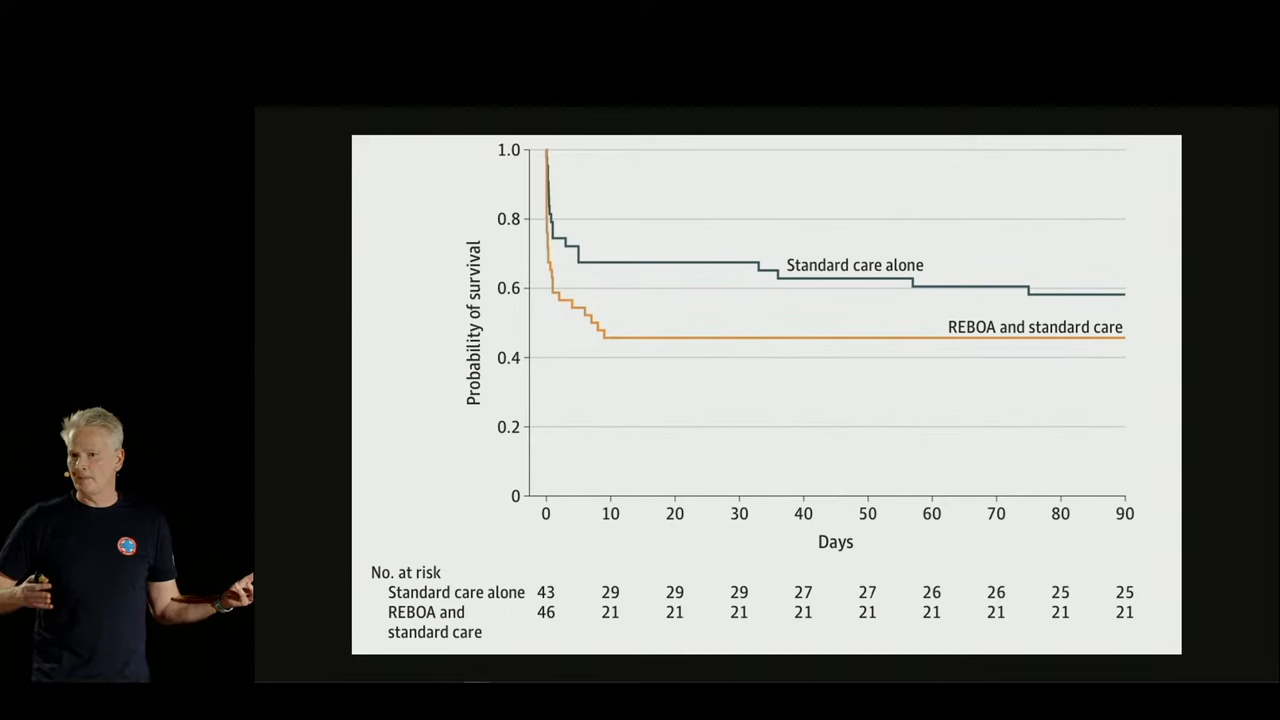 1.0
0.8
0.6
0.4
0.2
0
Probability of survival
Standard care alone
REBOA and standard care
0 10 20 30 40 50 60 70 80 90
Days
No. at risk
Standard care alone 43 29 29 29 27 27 26 26 25 25
REBOA and 46 21 21 21 21 21 21 21 21 21
standard care